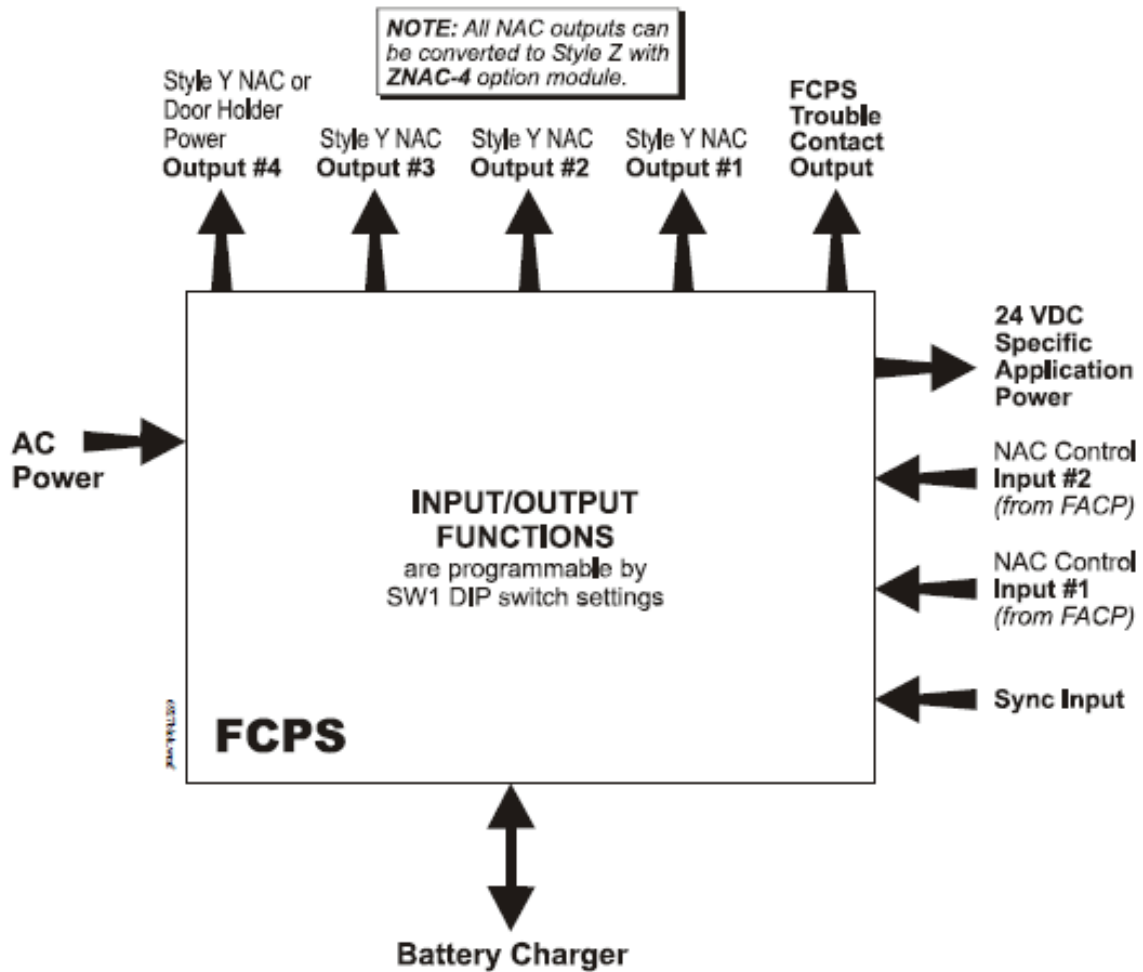 NOTE: All NAC outputs can
be converted to Style Z with
ZNAC-4 option module.
Style Y NAC or
Door Holder
Power
Output #4
Style Y NAC
Output #3
Style Y NAC
Output #2
Style Y NAC
Output #1
FCPS
Trouble
Contact
Output
24 VDC
Specific
Application
Power
AC
Power
NAC Control
Input #2
(from FACP)
INPUT/OUTPUT
FUNCTIONS
are programmable by
SW1 DIP switch settings
NAC Control
Input #1
(from FACP)
Sync Input
FCPS
Battery Charger